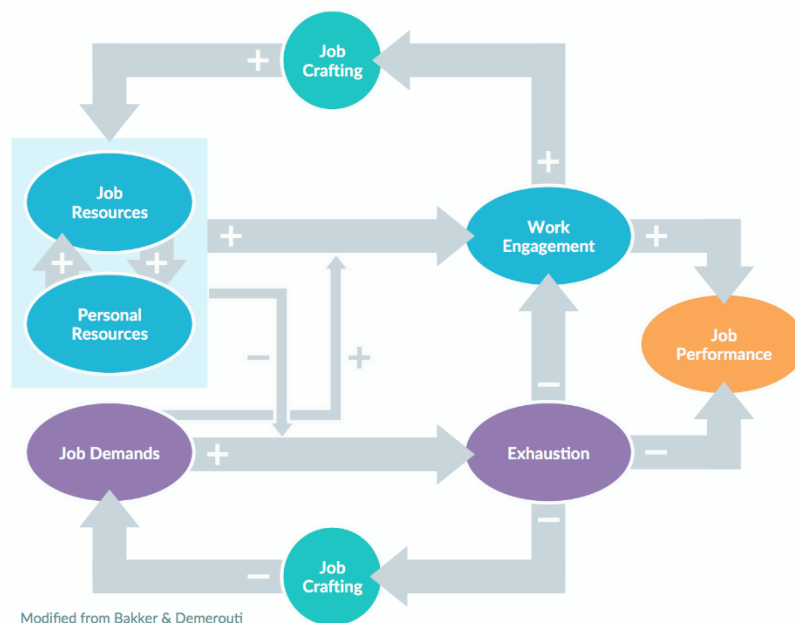 Job
Crafting
+
+
Job
Resources
+
Work
Engagement
+
+
+
Personal
Resources
−
+
Job
Performance
−
Job Demands
+
Exhaustion
−
−
Job
Crafting
−
Modified from Bakker & Demerouti